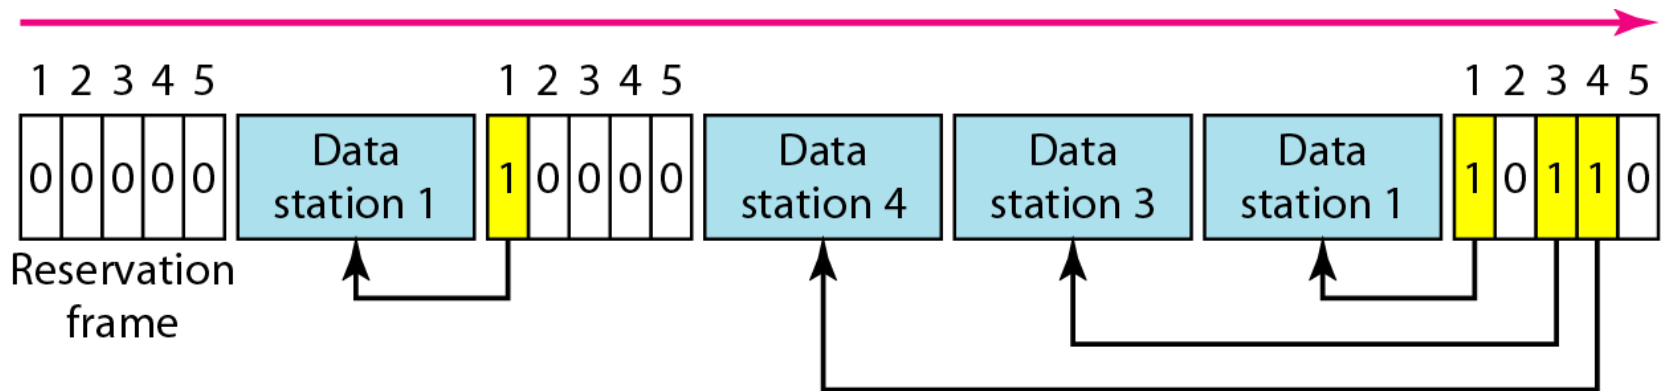 1 2 3 4 5
1 2 3 4 5
1 2 3 4 5
0 0 0 0 0
Data
station 1
1 0 0 0 0
Data
station 4
Data
station 3
Data
station 1
1 0 1 1 0
Reservation
frame